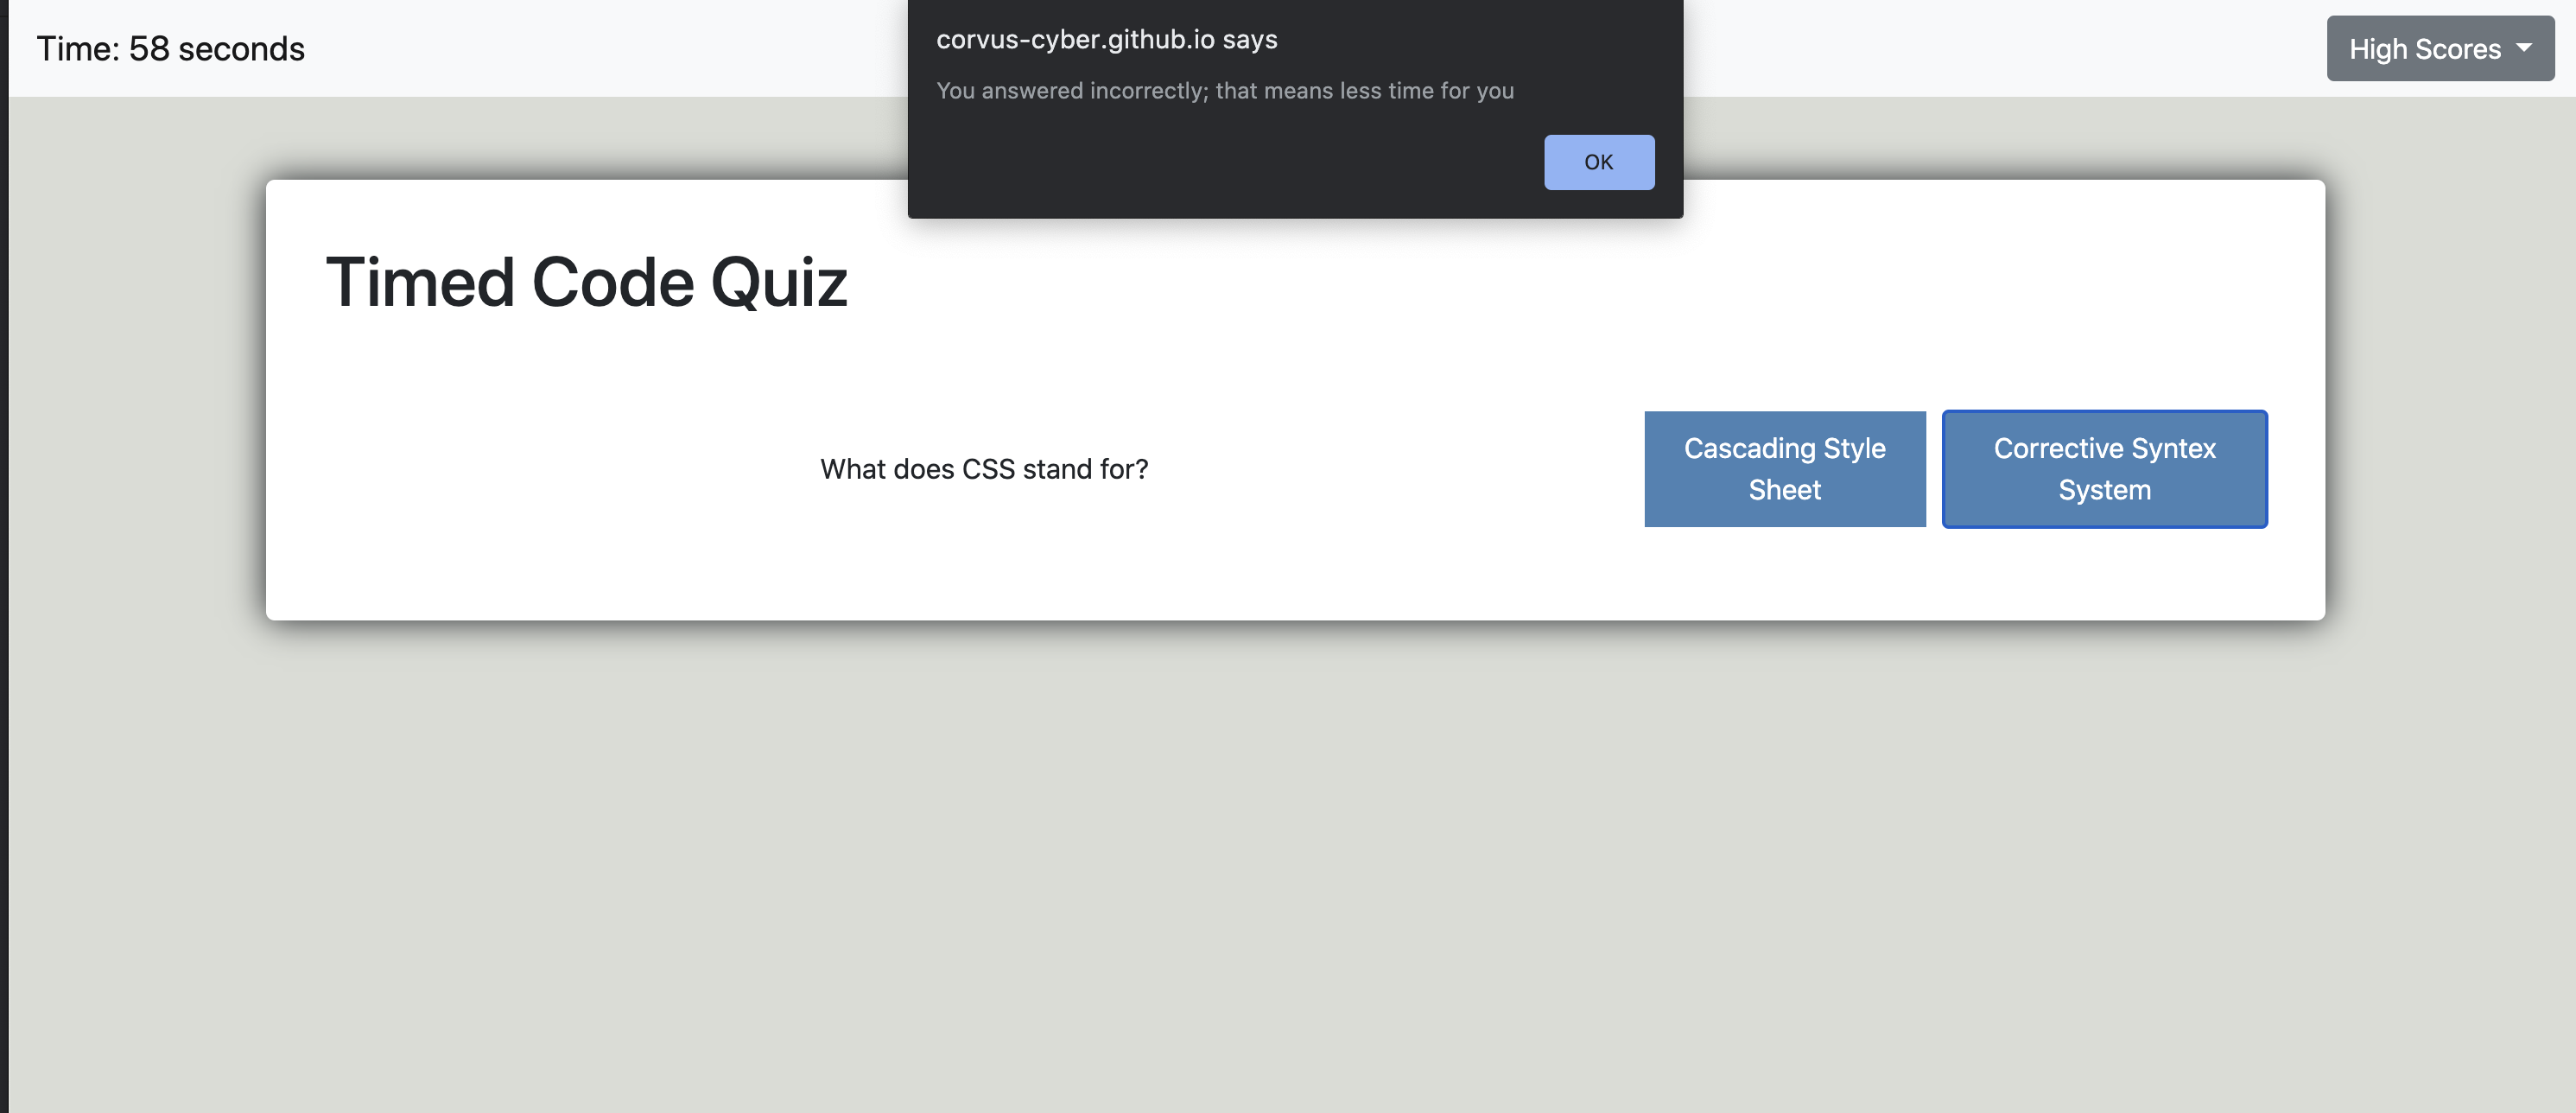 Time: 58 seconds
corvus-cyber.github.io says
You answered incorrectly; that means less time for you
OK
High Scores
Timed Code Quiz
What does CSS stand for?
Cascading Style
Sheet
Corrective Syntex
System